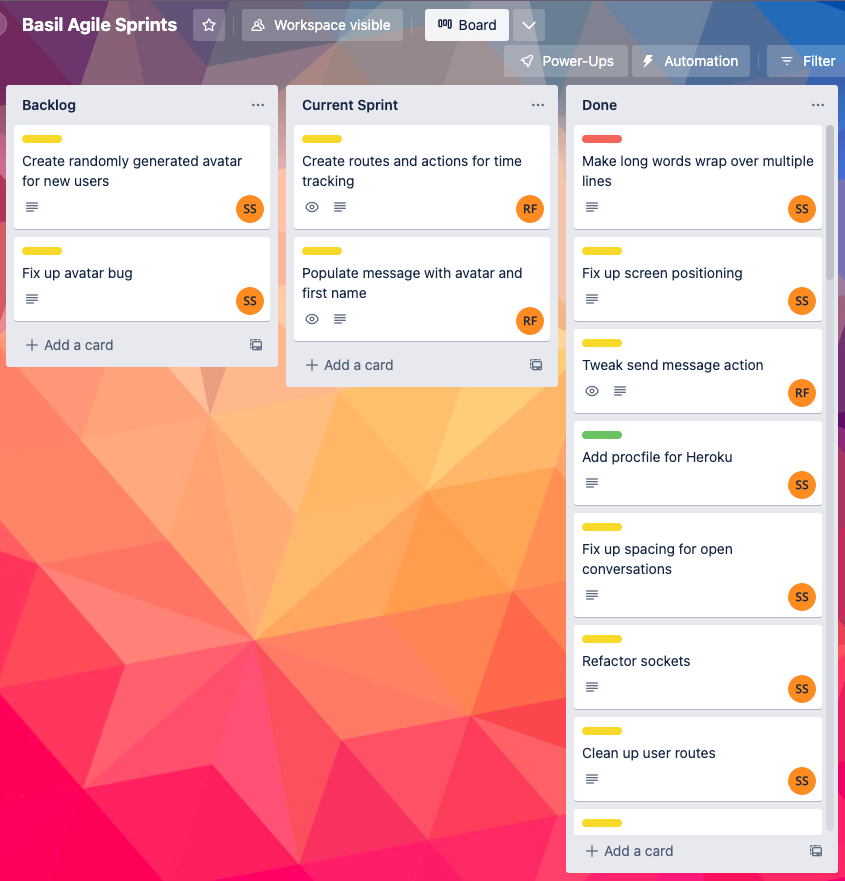 Basil Agile Sprints
Workspace visible
Board
Power-Ups
Automation
Filter
Backlog
Create randomly generated avatar
for new users
SS
Fix up avatar bug
SS
Add a card
Current Sprint
Create routes and actions for time
tracking
RF
Populate message with avatar and
first name
RF
Add a card
Done
Make long words wrap over multiple
lines
SS
Fix up screen positioning
SS
Tweak send message action
RF
Add procfile for Heroku
SS
Fix up spacing for open
conversations
SS
Refactor sockets
SS
Clean up user routes
SS
Add a card